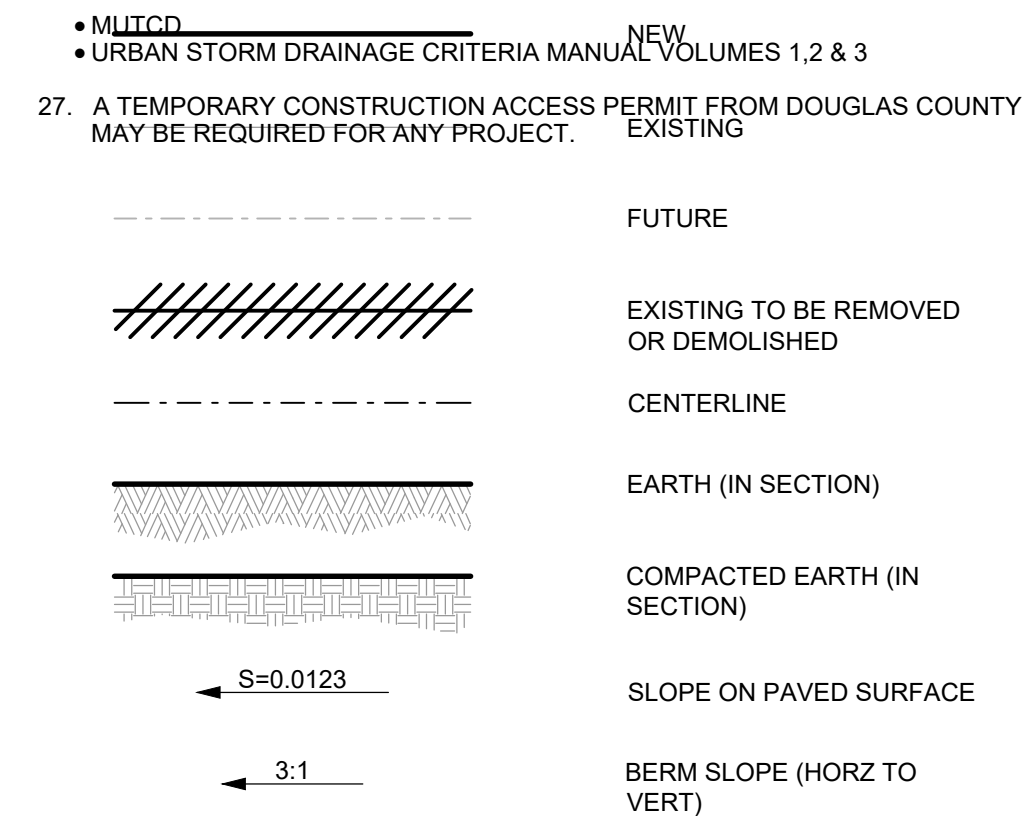 • MUTCD
NEW
• URBAN STORM DRAINAGE CRITERIA MANUAL VOLUMES 1,2 & 3
27. A TEMPORARY CONSTRUCTION ACCESS PERMIT FROM DOUGLAS COUNTY
MAY BE REQUIRED FOR ANY PROJECT.
EXISTING
FUTURE
EXISTING TO BE REMOVED
OR DEMOLISHED
CENTERLINE
EARTH (IN SECTION)
COMPACTED EARTH (IN
SECTION)
S=0.0123
SLOPE ON PAVED SURFACE
3:1
BERM SLOPE (HORZ TO
VERT)